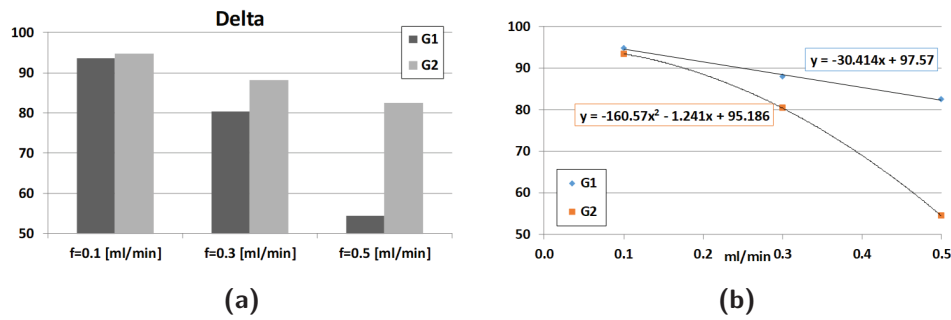 Delta
G1
G2
100
90
80
70
60
50
f=0.1 [ml/min] f=0.3 [ml/min] f=0.5 [ml/min]
(a)
100
90
80
70
60
50
y = -30.414x + 97.57
y = -160.57x² - 1.241x + 95.186
G1
G2
0.0 0.1 0.2 0.3 0.4 0.5
ml/min
(b)